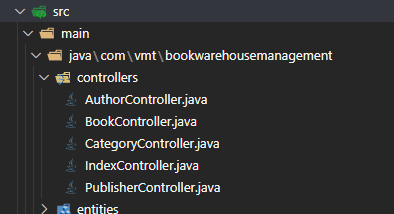 src
main
java\com\vmt\bookwarehousemanagement
controllers
AuthorController.java
BookController.java
CategoryController.java
IndexController.java
PublisherController.java
entities